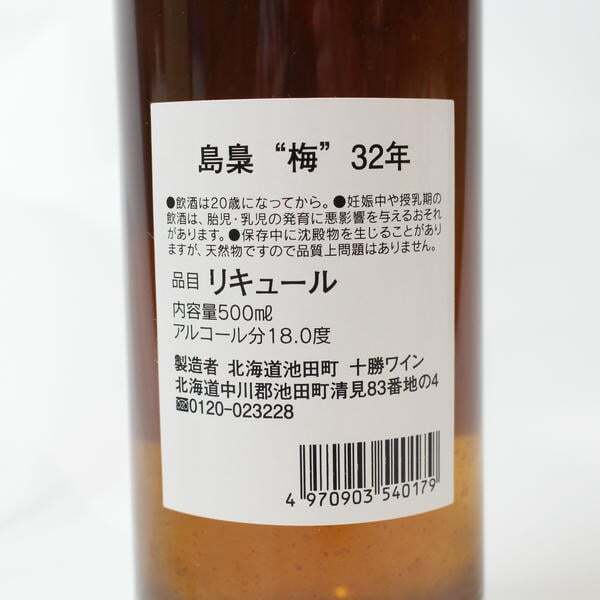 島梟 “梅” 32年
●飲酒は20歳になってから。●妊娠中や授乳期の
飲酒は、胎児・乳児の発育に悪影響を与えるおそれ
があります。●保存中に沈殿物を生じることがあり
ますが、天然物ですので品質上問題はありません。
品目 リキュール
内容量500mℓ
アルコール分18.0度
製造者 北海道池田町 十勝ワイン
北海道中川郡池田町清見83番地の4
0120-023228
4 970903 540179